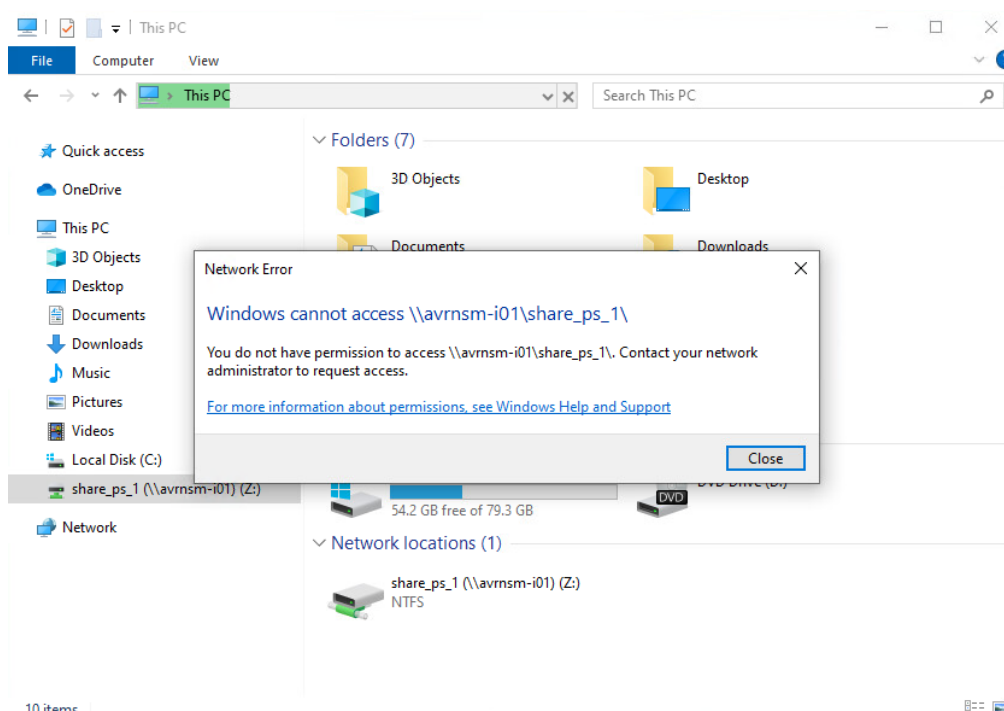 This PC
File Computer View
This PC
Search This PC
Quick access
OneDrive
This PC
3D Objects
Desktop
Documents
Downloads
Music
Pictures
Videos
Local Disk (C:)
share_ps_1 (\\avrnsm-i01) (Z:)
Network
Folders (7)
3D Objects
Desktop
Documents
Downloads
Network Error
Windows cannot access \\avrnsm-i01\share_ps_1\
You do not have permission to access \\avrnsm-i01\share_ps_1\. Contact your network
administrator to request access.
For more information about permissions, see Windows Help and Support
Close
DVD Drive (D:)
DVD
54.2 GB free of 79.3 GB
Network locations (1)
share_ps_1 (\\avrnsm-i01) (Z:)
NTFS
10 items